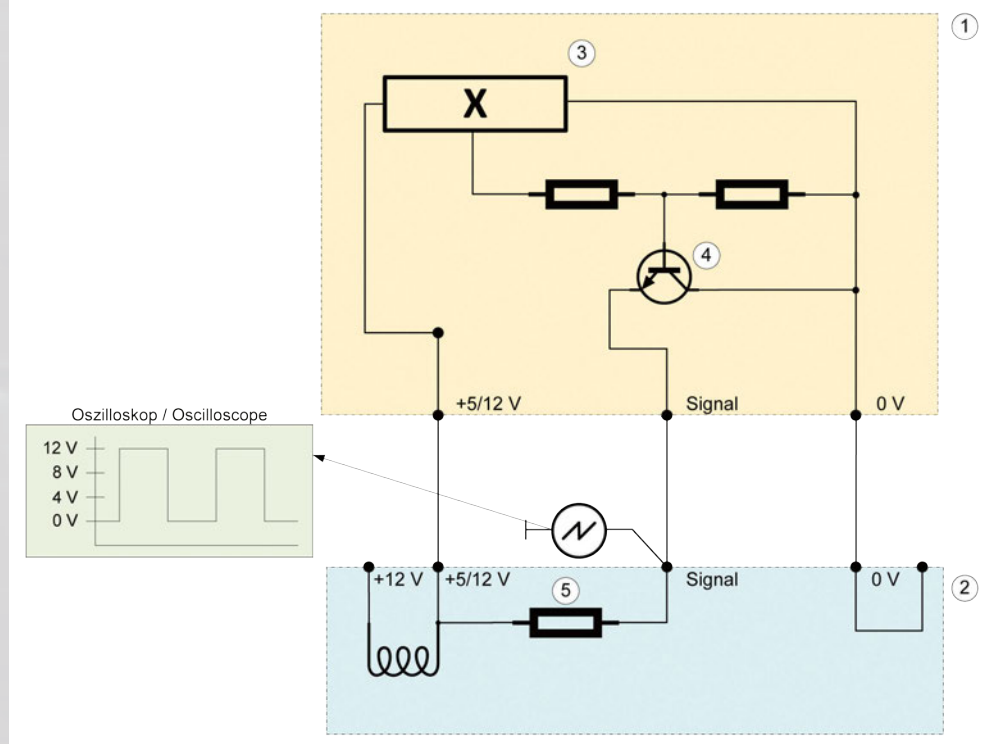 1
3
X
4
+5/12 V
Signal
0 V
Oszilloskop / Oscilloscope
12 V
8 V
4 V
0 V
+12 V
+5/12 V
Signal
0 V
5
2